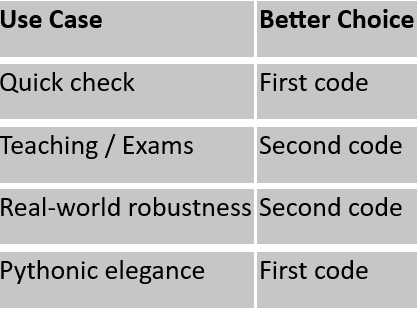 Use Case Better Choice
Quick check First code
Teaching / Exams Second code
Real-world robustness Second code
Pythonic elegance First code